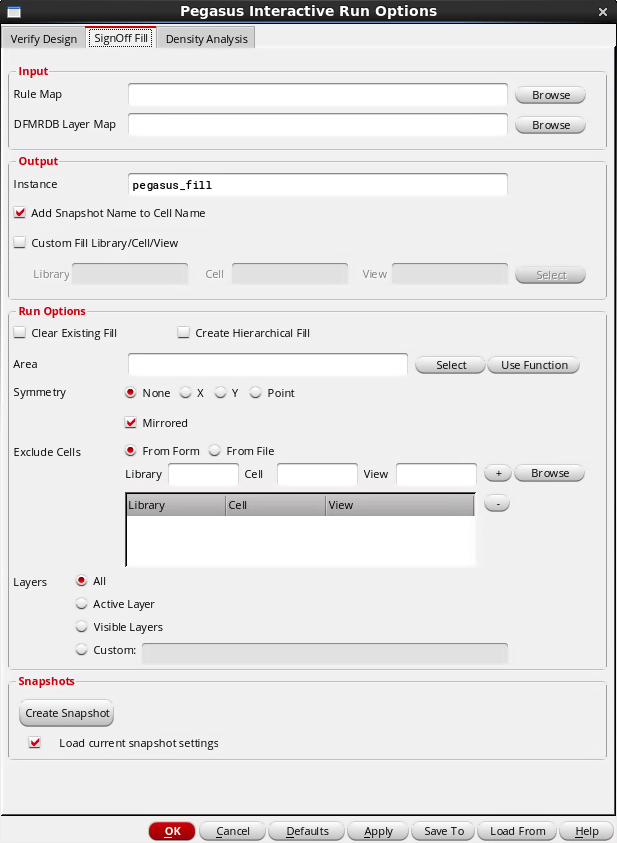 Pegasus Interactive Run Options
Verify Design SignOff Fill Density Analysis
Input
Rule Map Browse
DFMRDB Layer Map Browse
Output
Instance pegasus_fill
Add Snapshot Name to Cell Name
Custom Fill Library/Cell/View
Library Cell View Select
Run Options
Clear Existing Fill Create Hierarchical Fill
Area Select Use Function
Symmetry None X Y Point
Mirrored
Exclude Cells From Form From File
Library Cell View + Browse
Library Cell View -
Layers All
Active Layer
Visible Layers
Custom:
Snapshots
Create Snapshot
Load current snapshot settings
OK Cancel Defaults Apply Save To Load From Help